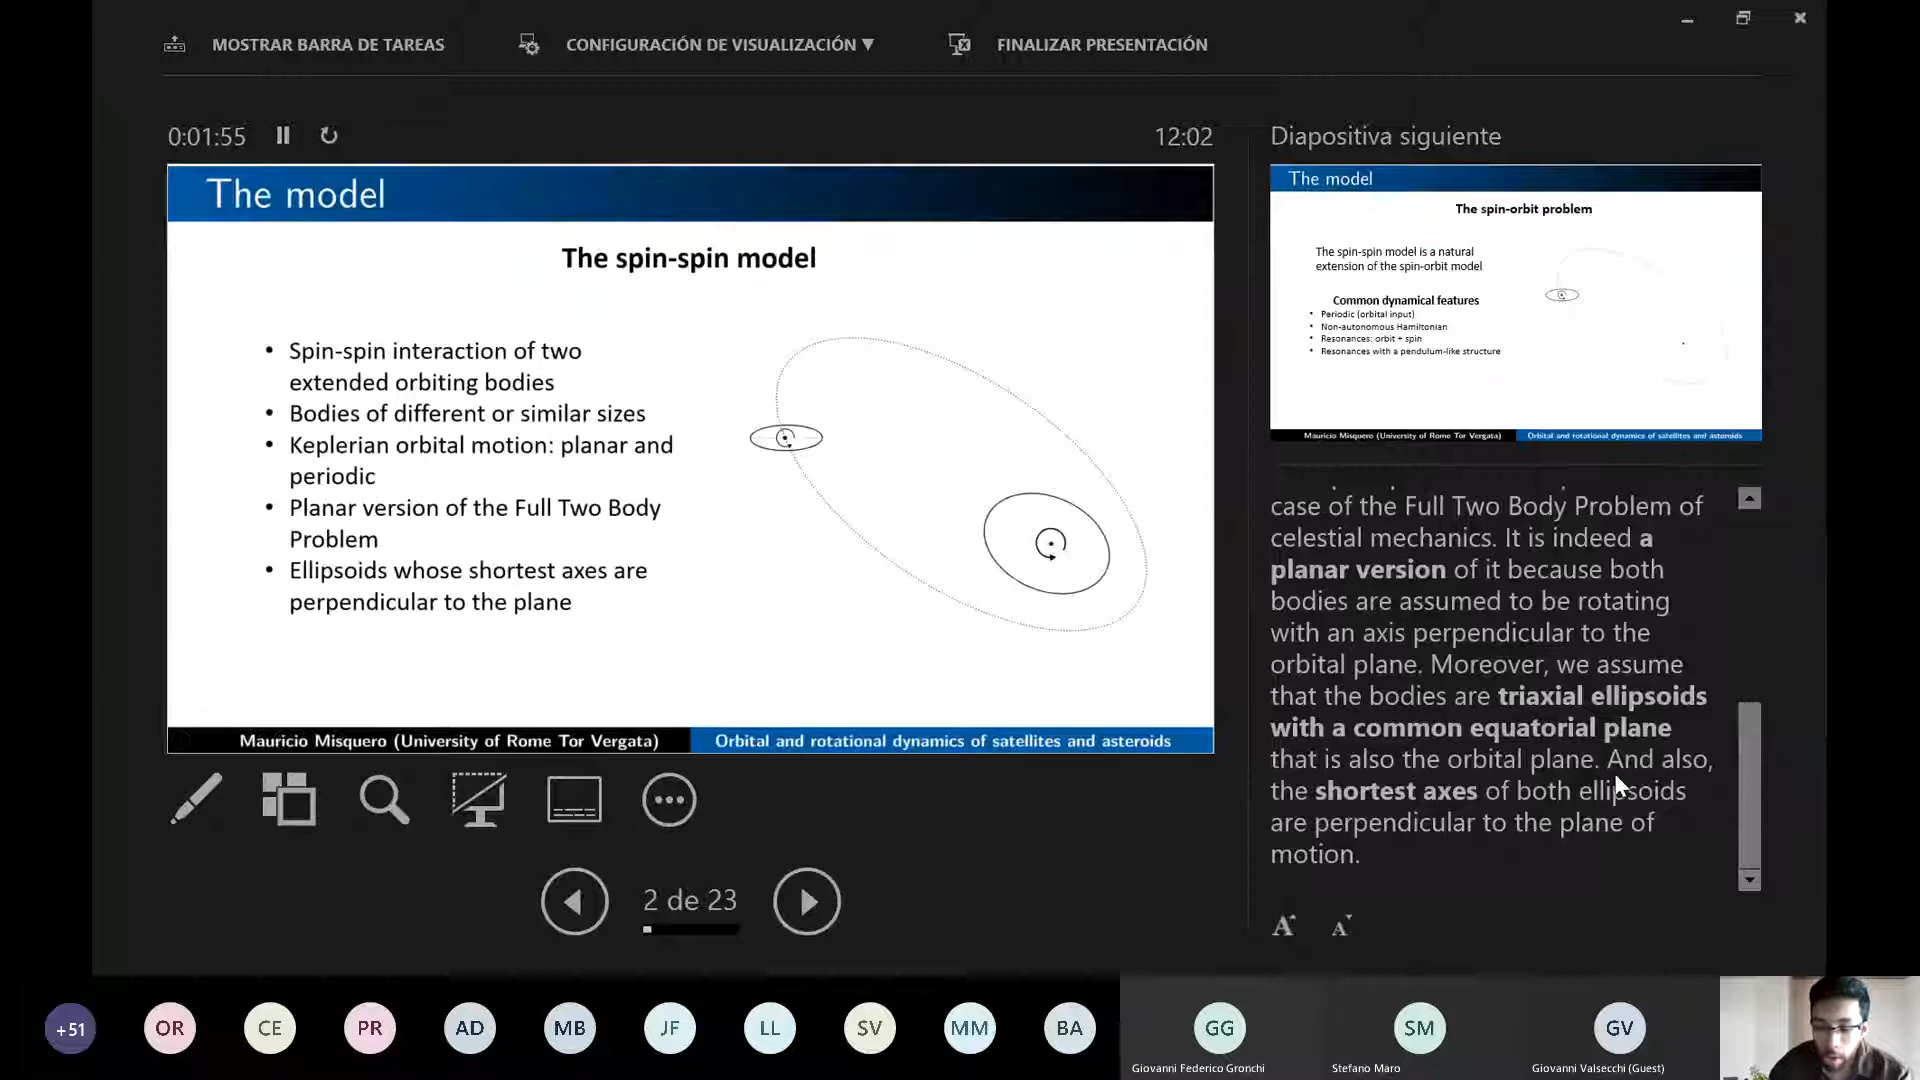 MOSTRAR BARRA DE TAREAS
CONFIGURACIÓN DE VISUALIZACIÓN ▼
FINALIZAR PRESENTACIÓN
0:01:55
12:02
The model
The spin-spin model
• Spin-spin interaction of two
extended orbiting bodies
• Bodies of different or similar sizes
• Keplerian orbital motion: planar and
periodic
• Planar version of the Full Two Body
Problem
• Ellipsoids whose shortest axes are
perpendicular to the plane
Mauricio Misquero (University of Rome Tor Vergata)
Orbital and rotational dynamics of satellites and asteroids
2 de 23
Diapositiva siguiente
The model
The spin-orbit problem
The spin-spin model is a natural
extension of the spin-orbit model
Common dynamical features
• Periodic (orbital input)
• Non-autonomous Hamiltonian
• Resonances: orbit + spin
• Resonances with a pendulum-like structure
Mauricio Misquero (University of Rome Tor Vergata)
Orbital and rotational dynamics of satellites and asteroids
case of the Full Two Body Problem of
celestial mechanics. It is indeed a
planar version of it because both
bodies are assumed to be rotating
with an axis perpendicular to the
orbital plane. Moreover, we assume
that the bodies are triaxial ellipsoids
with a common equatorial plane
that is also the orbital plane. And also,
the shortest axes of both ellipsoids
are perpendicular to the plane of
motion.
A A
+51
OR
CE
PR
AD
MB
JF
LL
SV
MM
BA
GG
SM
GV
Giovanni Federico Gronchi
Stefano Maro
Giovanni Valsecchi (Guest)